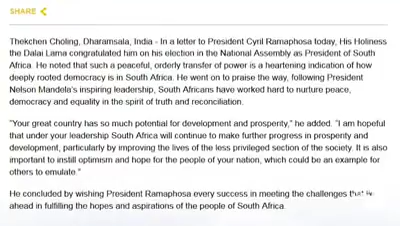 SHARE
Thekchen Choling, Dharamsala, India - In a letter to President Cyril Ramaphosa today, His Holiness
the Dalai Lama congratulated him on his election in the National Assembly as President of South
Africa. He noted that such a peaceful, orderly transfer of power is a heartening indication of how
deeply rooted democracy is in South Africa. He went on to praise the way, following President
Nelson Mandela's inspiring leadership, South Africans have worked hard to nurture peace,
democracy and equality in the spirit of truth and reconciliation.
"Your great country has so much potential for development and prosperity," he added. "I am hopeful
that under your leadership South Africa will continue to make further progress in prosperity and
development, particularly by improving the lives of the less privileged section of the society. It is also
important to instill optimism and hope for the people of your nation, which could be an example for
others to emulate."
He concluded by wishing President Ramaphosa every success in meeting the challenges
ahead in fulfilling the hopes and aspirations of the people of South Africa.